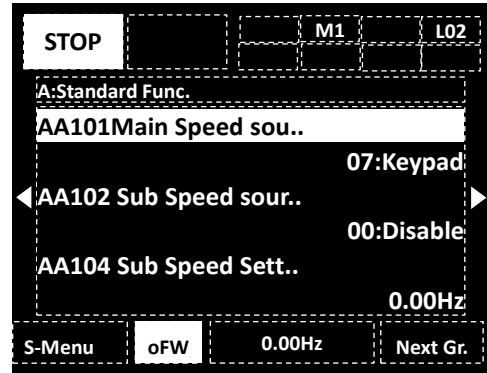 STOP M1 L02
A:Standard Func.
AA101Main Speed sou..
07:Keypad
AA102 Sub Speed sour..
00:Disable
AA104 Sub Speed Sett..
0.00Hz
S-Menu oFW 0.00Hz Next Gr.